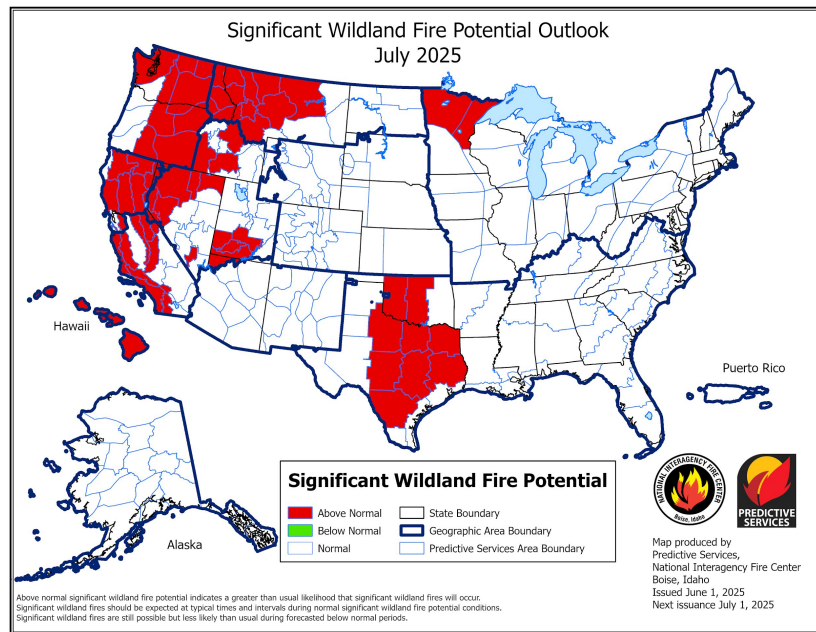 Significant Wildland Fire Potential Outlook
July 2025
Hawaii
Puerto Rico
Alaska
Significant Wildland Fire Potential
Above Normal
State Boundary
Below Normal
Geographic Area Boundary
Normal
Predictive Services Area Boundary
NATIONAL INTERAGENCY FIRE CENTER
Boise, Idaho
PREDICTIVE
SERVICES
Map produced by
Predictive Services,
National Interagency Fire Center
Boise, Idaho
Issued June 1, 2025
Next issuance July 1, 2025
Above normal significant wildland fire potential indicates a greater than usual likelihood that significant wildland fires will occur.
Significant wildland fires should be expected at typical times and intervals during normal significant wildland fire potential conditions.
Significant wildland fires are still possible but less likely than usual during forecasted below normal periods.